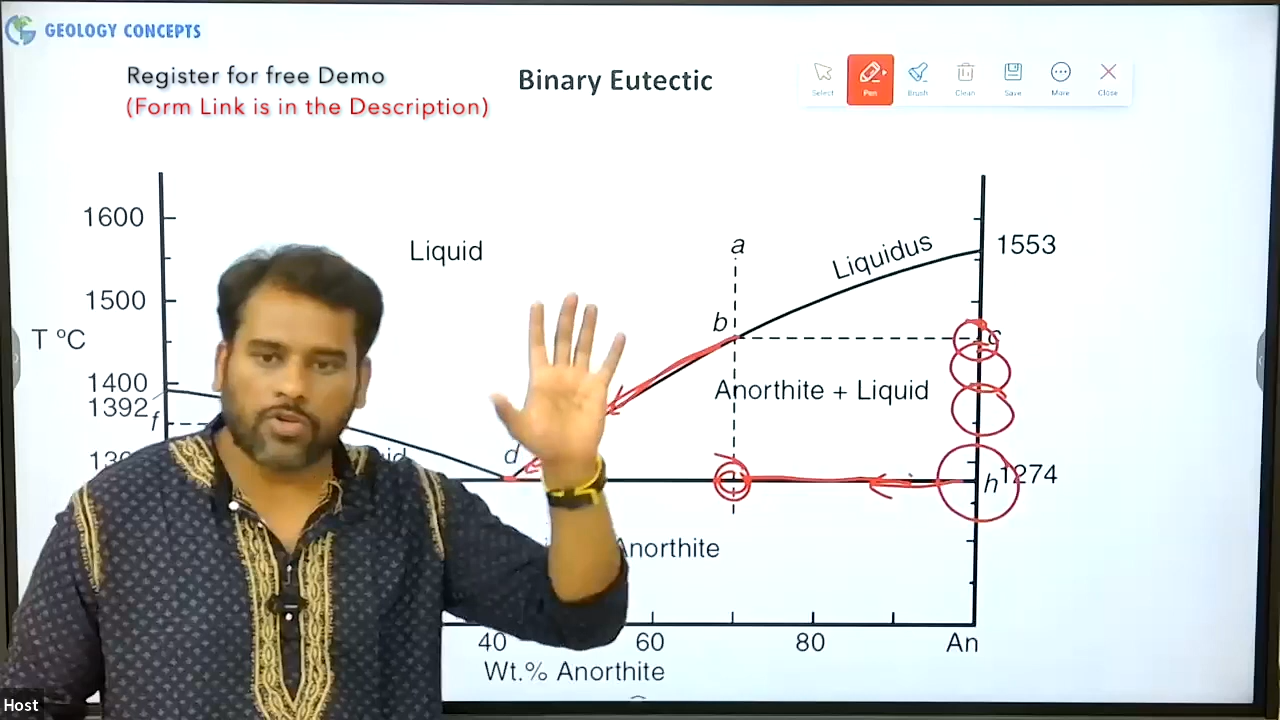 GEOLOGY CONCEPTS
Register for free Demo
(Form Link is in the Description)
Binary Eutectic
Select
Pen
Brush
Clean
Save
More
Close
1600
1500
T ºC
1400
1392
f
Liquid
a
b
Liquidus
1553
c
Anorthite + Liquid
d
h
1274
Anorthite
40
60
80
An
Wt.% Anorthite
Host